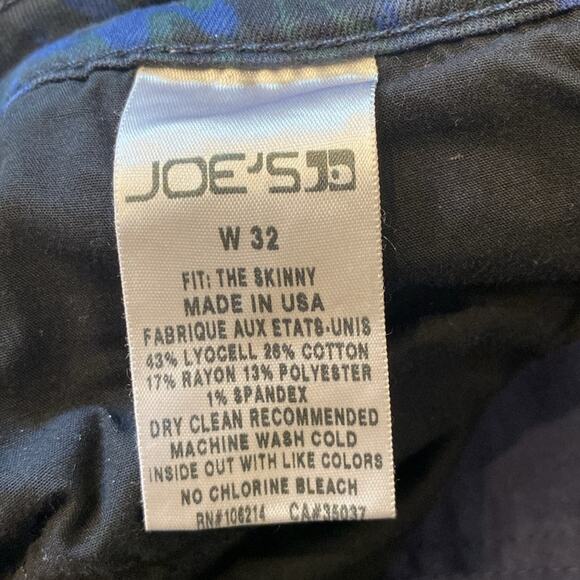 JOE'S
W 32
FIT: THE SKINNY
MADE IN USA
FABRIQUE AUX ETATS-UNIS
43% LYOCELL 26% COTTON
17% RAYON 13% POLYESTER
1% SPANDEX
DRY CLEAN RECOMMENDED
MACHINE WASH COLD
INSIDE OUT WITH LIKE COLORS
NO CHLORINE BLEACH
RN#106214 CA#35037